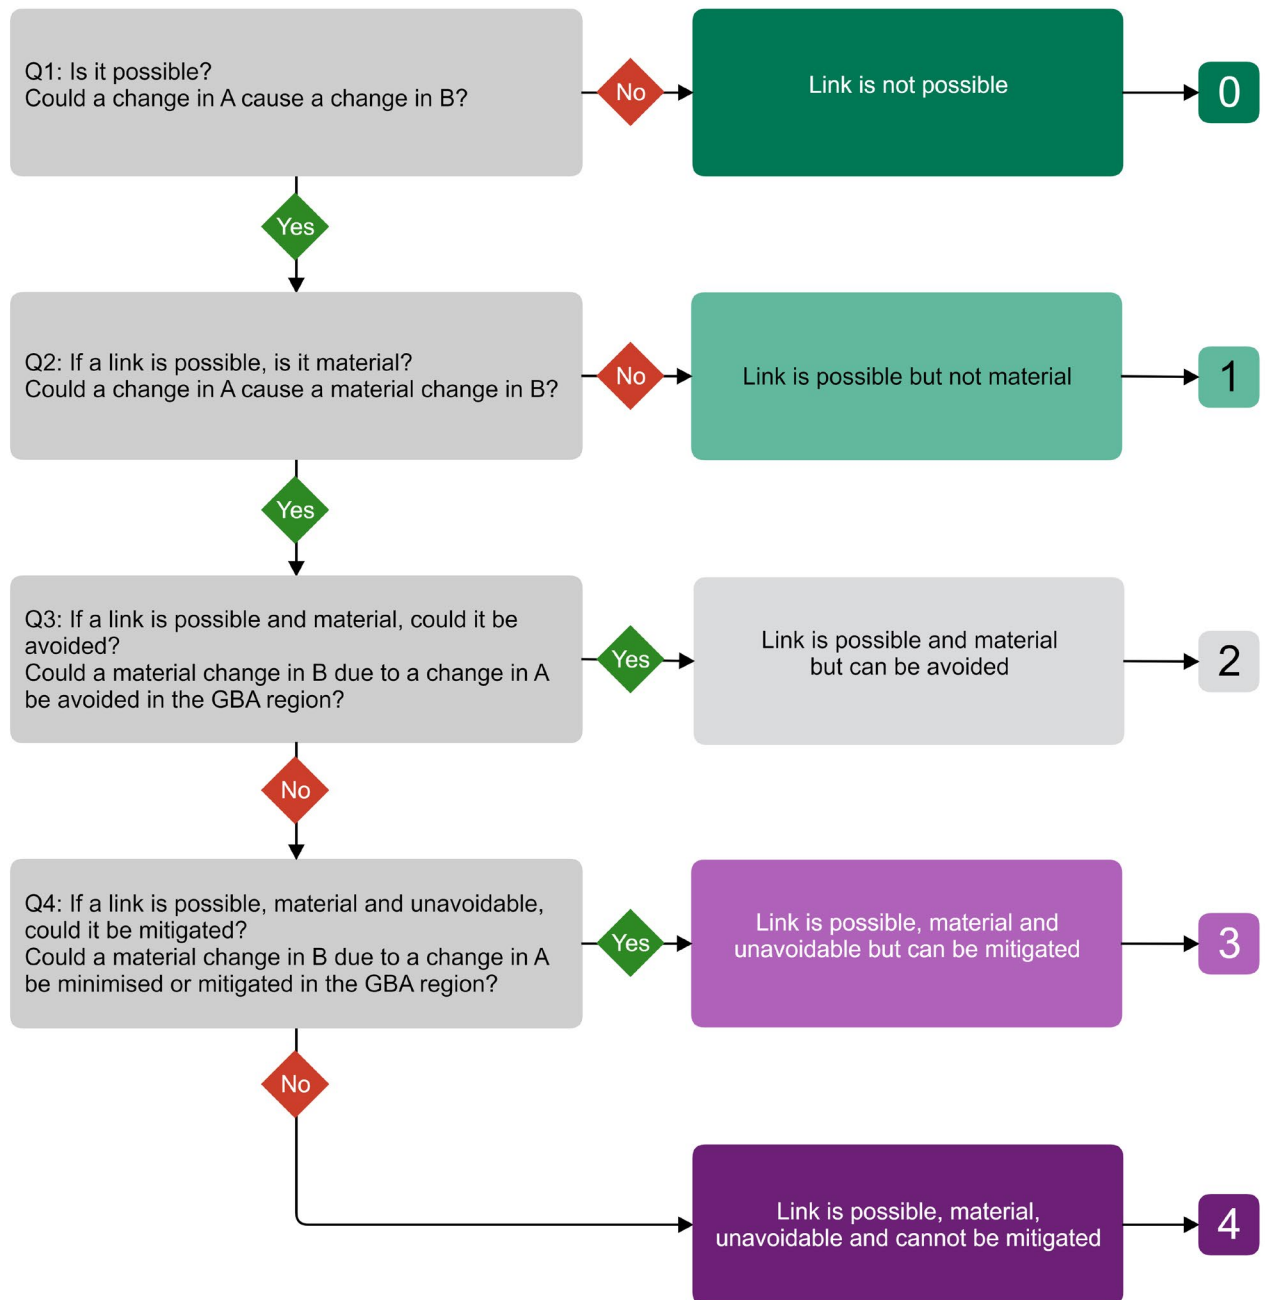 Q1: Is it possible?
Could a change in A cause a change in B?
No
Link is not possible
0
Yes
Q2: If a link is possible, is it material?
Could a change in A cause a material change in B?
No
Link is possible but not material
1
Yes
Q3: If a link is possible and material, could it be
avoided?
Could a material change in B due to a change in A
be avoided in the GBA region?
Yes
Link is possible and material
but can be avoided
2
No
Q4: If a link is possible, material and unavoidable,
could it be mitigated?
Could a material change in B due to a change in A
be minimised or mitigated in the GBA region?
Yes
Link is possible, material and
unavoidable but can be mitigated
3
No
Link is possible, material,
unavoidable and cannot be mitigated
4